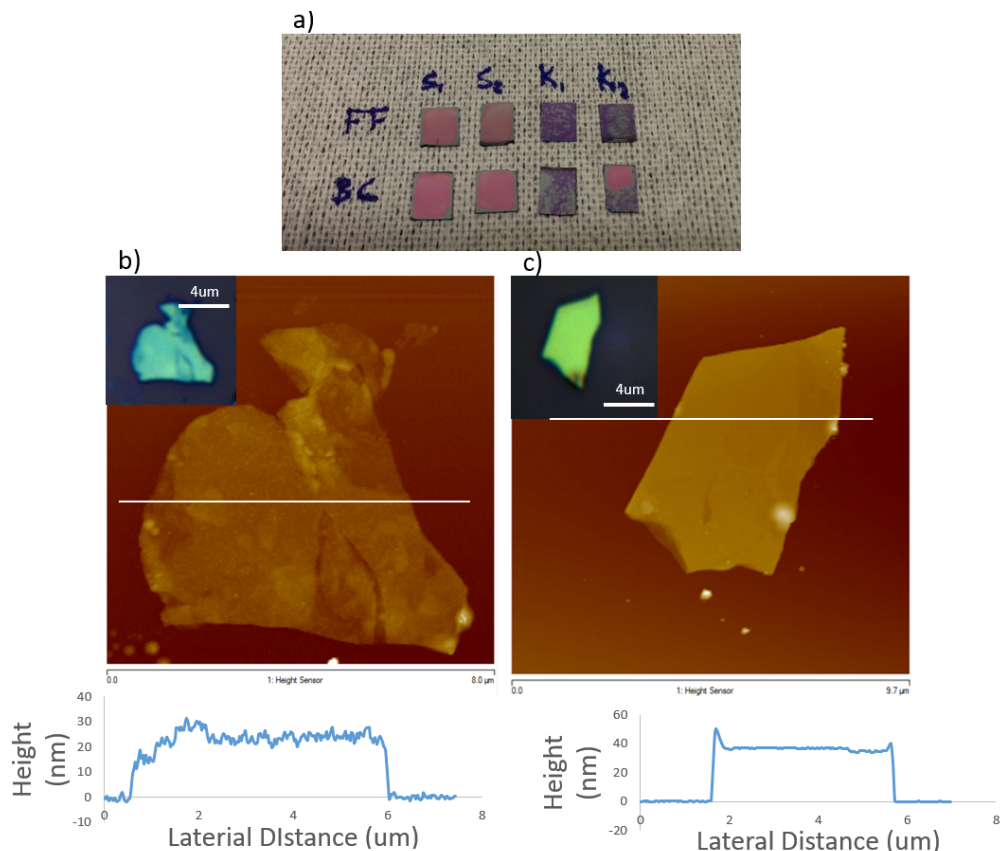 a)
S1 S2 K1 K2
FF
BC
b)
c)
4um
4um
0.0 1: Height Sensor 8.0 µm
0.0 1: Height Sensor 9.7 µm
Height (nm)
40
30
20
10
0
-10
0 2 4 6 8
Laterial DIstance (um)
Height (nm)
60
40
20
0
-20
0 2 4 6 8
Lateral Distance (um)